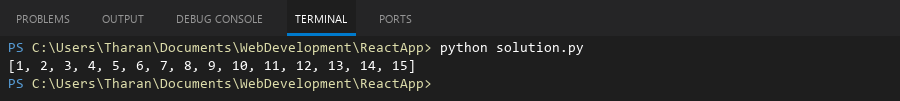 PROBLEMS OUTPUT DEBUG CONSOLE TERMINAL PORTS
PS C:\Users\Tharan\Documents\WebDevelopment\ReactApp> python solution.py
[1, 2, 3, 4, 5, 6, 7, 8, 9, 10, 11, 12, 13, 14, 15]
PS C:\Users\Tharan\Documents\WebDevelopment\ReactApp>